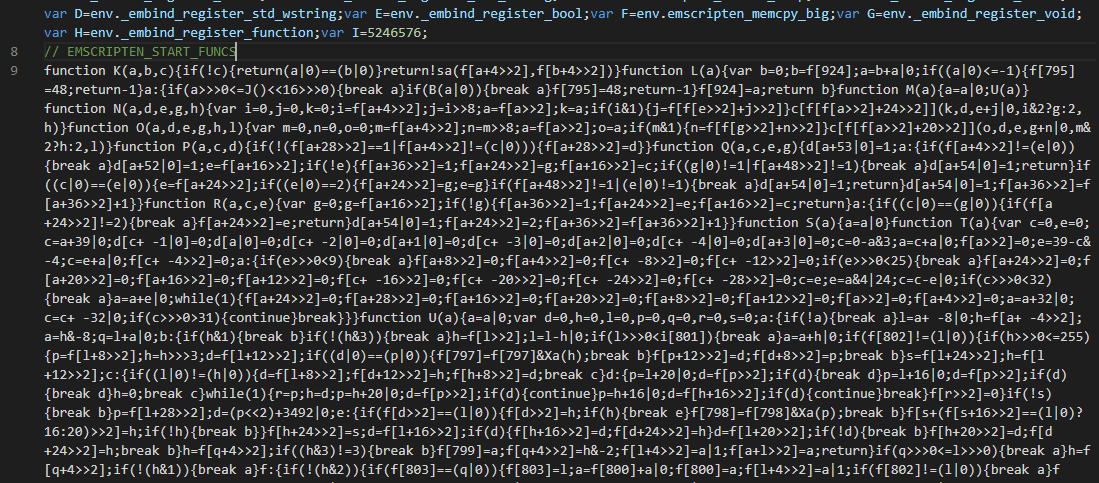 var D=env._embind_register_std_wstring;var E=env._embind_register_bool;var F=env.emscripten_memcpy_big;var G=env._embind_register_void;
var H=env._embind_register_function;var I=5246576;
8 // EMSCRIPTEN_START_FUNCS
9 function K(a,b,c){if(!c){return(a|0)==(b|0)}return!sa(f[a+4>>2],f[b+4>>2])}function L(a){var b=0;b=f[924];a=b+a|0;if((a|0)<=-1){f[795]
=48;return-1}a:{if(a>>>0<=J()<<16>>>0){break a}if(B(a|0)){break a}f[795]=48;return-1}f[924]=a;return b}function M(a){a=a|0;U(a)}
function N(a,d,e,g,h){var i=0,j=0,k=0;i=f[a+4>>2];j=i>>8;a=f[a>>2];k=a;if(i&1){j=f[f[e>>2]+j>>2]}c[f[f[a>>2]+24>>2]](k,d,e+j|0,i&2?g:2,
h)}function O(a,d,e,g,h,l){var m=0,n=0,o=0;m=f[a+4>>2];n=m>>8;a=f[a>>2];o=a;if(m&1){n=f[f[g>>2]+n>>2]}c[f[f[a>>2]+20>>2]](o,d,e,g+n|0,m&
2?h:2,l)}function P(a,c,d){if(!(f[a+28>>2]==1|f[a+4>>2]!=(c|0))){f[a+28>>2]=d}}function Q(a,c,e,g){d[a+53|0]=1;a:{if(f[a+4>>2]!=(e|0))
{break a}d[a+52|0]=1;e=f[a+16>>2];if(!e){f[a+36>>2]=1;f[a+24>>2]=g;f[a+16>>2]=c;if((g|0)!=1|f[a+48>>2]!=1){break a}d[a+54|0]=1;return}if
((c|0)==(e|0)){e=f[a+24>>2];if((e|0)==2){f[a+24>>2]=g;e=g}if(f[a+48>>2]!=1|(e|0)!=1){break a}d[a+54|0]=1;return}d[a+54|0]=1;f[a+36>>2]=f
[a+36>>2]+1}}function R(a,c,e){var g=0;g=f[a+16>>2];if(!g){f[a+36>>2]=1;f[a+24>>2]=e;f[a+16>>2]=c;return}a:{if((c|0)==(g|0)){if(f[a
+24>>2]!=2){break a}f[a+24>>2]=e;return}d[a+54|0]=1;f[a+24>>2]=2;f[a+36>>2]=f[a+36>>2]+1}}function S(a){a=a|0}function T(a){var c=0,e=0;
c=a+39|0;d[c+ -1|0]=0;d[a|0]=0;d[c+ -2|0]=0;d[a+1|0]=0;d[c+ -3|0]=0;d[a+2|0]=0;d[c+ -4|0]=0;d[a+3|0]=0;c=0-a&3;a=c+a|0;f[a>>2]=0;e=39-c&
-4;c=e+a|0;f[c+ -4>>2]=0;a:{if(e>>>0<9){break a}f[a+8>>2]=0;f[a+4>>2]=0;f[c+ -8>>2]=0;f[c+ -12>>2]=0;if(e>>>0<25){break a}f[a+24>>2]=0;f
[a+20>>2]=0;f[a+16>>2]=0;f[a+12>>2]=0;f[c+ -16>>2]=0;f[c+ -20>>2]=0;f[c+ -24>>2]=0;f[c+ -28>>2]=0;c=e;e=a&4|24;c=c-e|0;if(c>>>0<32)
{break a}a=a+e|0;while(1){f[a+24>>2]=0;f[a+28>>2]=0;f[a+16>>2]=0;f[a+20>>2]=0;f[a+8>>2]=0;f[a+12>>2]=0;f[a>>2]=0;f[a+4>>2]=0;a=a+32|0;
c=c+ -32|0;if(c>>>0>31){continue}break}}}function U(a){a=a|0;var d=0,h=0,l=0,p=0,q=0,r=0,s=0;a:{if(!a){break a}l=a+ -8|0;h=f[a+ -4>>2];
a=h&-8;q=l+a|0;b:{if(h&1){break b}if(!(h&3)){break a}h=f[l>>2];l=l-h|0;if(l>>>0<i[801]){break a}a=a+h|0;if(f[802]!=(l|0)){if(h>>>0<=255)
{p=f[l+8>>2];h=h>>>3;d=f[l+12>>2];if((d|0)==(p|0)){f[797]=f[797]&Xa(h);break b}f[p+12>>2]=d;f[d+8>>2]=p;break b}s=f[l+24>>2];h=f[l
+12>>2];c:{if((l|0)!=(h|0)){d=f[l+8>>2];f[d+12>>2]=h;f[h+8>>2]=d;break c}d:{p=l+20|0;d=f[p>>2];if(d){break d}p=l+16|0;d=f[p>>2];if(d)
{break d}h=0;break c}while(1){r=p;h=d;p=h+20|0;d=f[p>>2];if(d){continue}p=h+16|0;d=f[h+16>>2];if(d){continue}break}f[r>>2]=0}if(!s)
{break b}p=f[l+28>>2];d=(p<<2)+3492|0;e:{if(f[d>>2]==(l|0)){f[d>>2]=h;if(h){break e}f[798]=f[798]&Xa(p);break b}f[s+(f[s+16>>2]==(l|0)?
16:20)>>2]=h;if(!h){break b}}f[h+24>>2]=s;d=f[l+16>>2];if(d){f[h+16>>2]=d;f[d+24>>2]=h}d=f[l+20>>2];if(!d){break b}f[h+20>>2]=d;f[d
+24>>2]=h;break b}h=f[q+4>>2];if((h&3)!=3){break b}f[799]=a;f[q+4>>2]=h&-2;f[l+4>>2]=a|1;f[a+l>>2]=a;return}if(q>>>0<=l>>>0){break a}h=f
[q+4>>2];if(!(h&1)){break a}f:{if(!(h&2)){if(f[803]==(q|0)){f[803]=l;a=f[800]+a|0;f[800]=a;f[l+4>>2]=a|1;if(f[802]!=(l|0)){break a}f